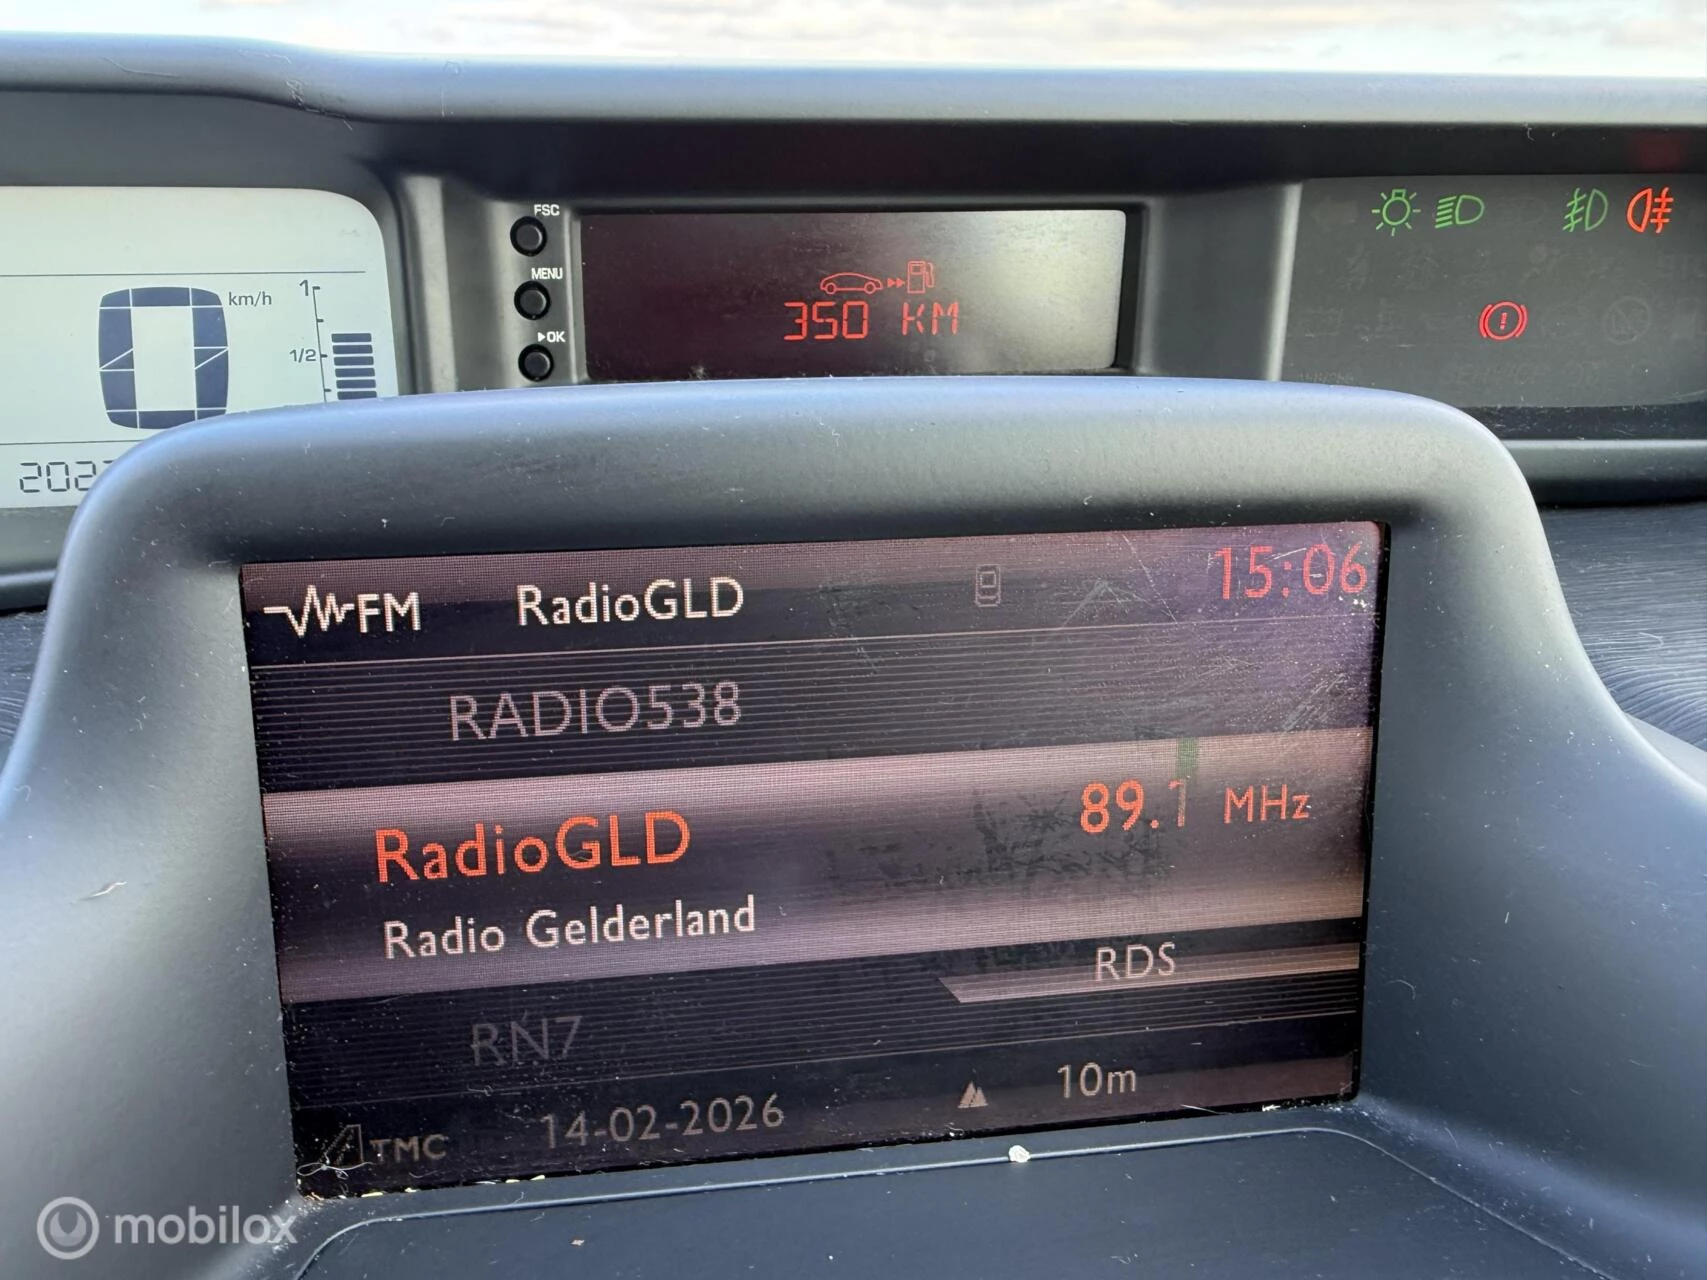 FSC
MENU
OK
km/h
1
1/2
0
350 KM
FM RadioGLD 15:06
RADIO538
RadioGLD 89.1 MHz
Radio Gelderland
RDS
RN7
TMC 14-02-2026 10m
mobilox